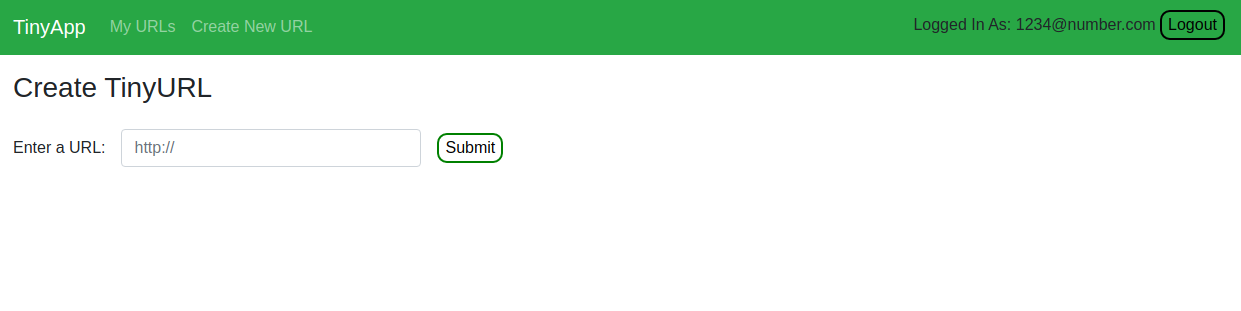 TinyApp My URLs Create New URL Logged In As: 1234@number.com Logout
Create TinyURL
Enter a URL: http:// Submit